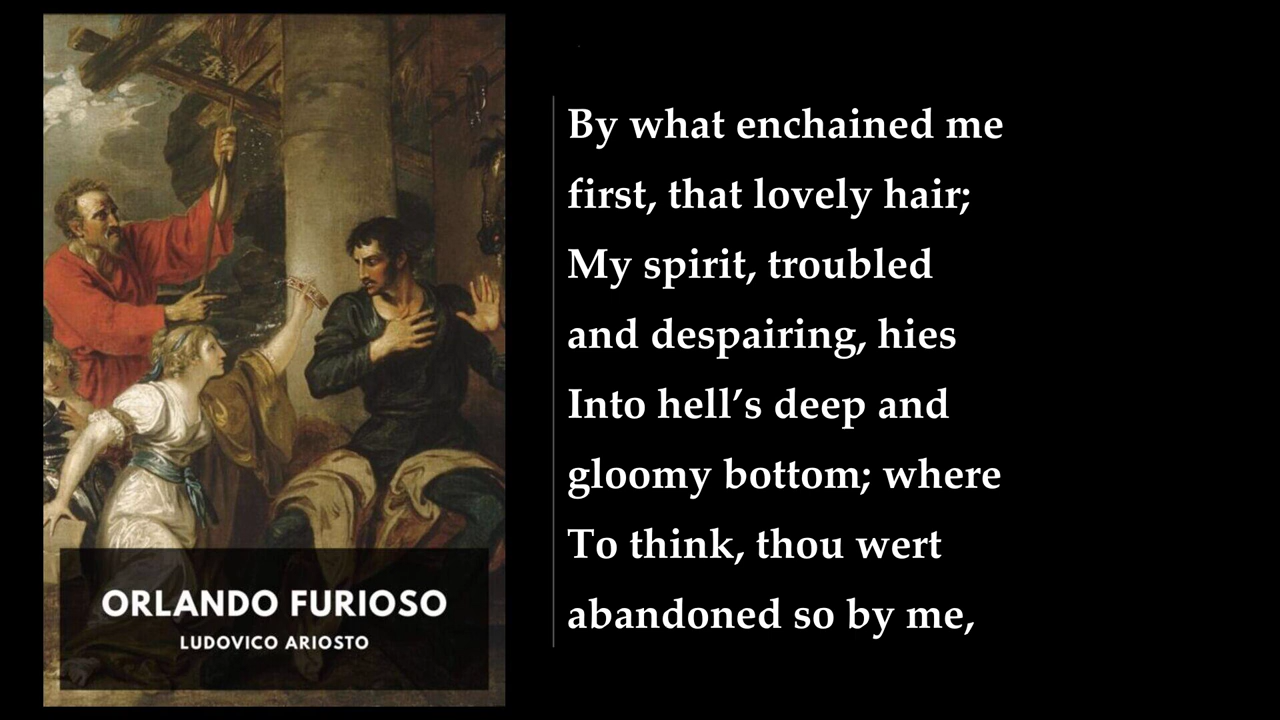 ORLANDO FURIOSO
LUDOVICO ARIOSTO
By what enchained me
first, that lovely hair;
My spirit, troubled
and despairing, hies
Into hell’s deep and
gloomy bottom; where
To think, thou wert
abandoned so by me,